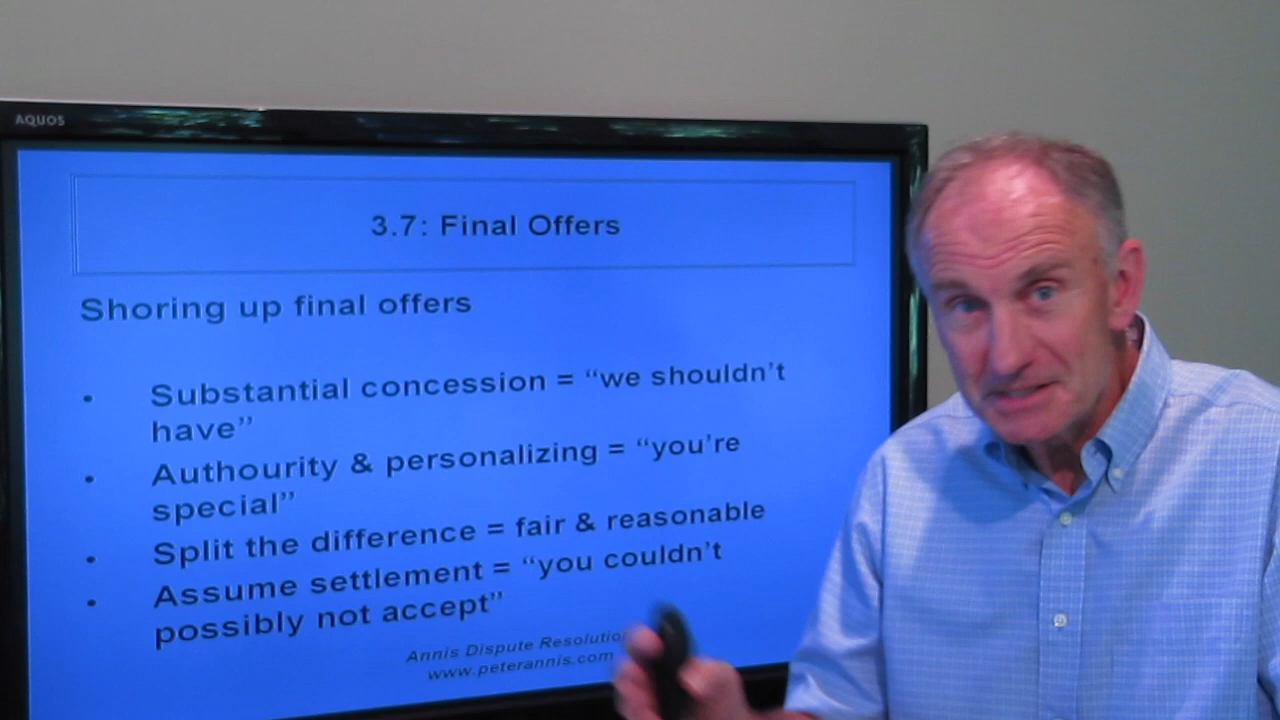 AQUOS
3.7: Final Offers
Shoring up final offers
• Substantial concession = “we shouldn’t
have”
• Authourity & personalizing = “you’re
special”
• Split the difference = fair & reasonable
• Assume settlement = “you couldn’t
possibly not accept”
Annis Dispute
www.peterannis.com